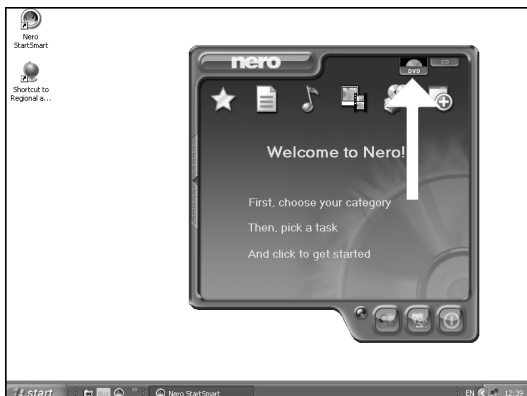 Nero
StartSmart
Shortcut to
Regional a...
nero
DVD
CD
Welcome to Nero!
First, choose your category
Then, pick a task
And click to get started
start
Nero StartSmart
EN
12:39